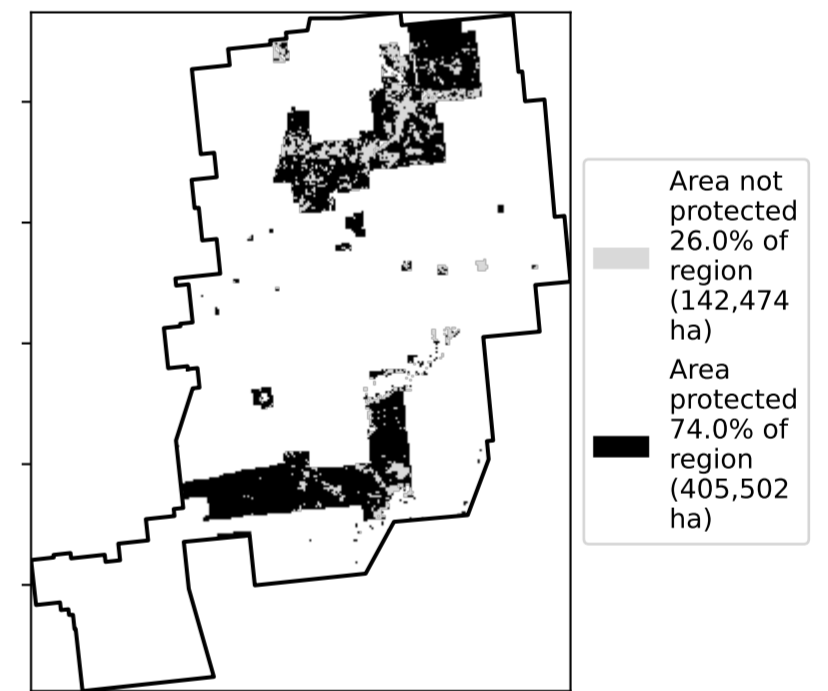 Area not
protected
26.0% of
region
(142,474
ha)
Area
protected
74.0% of
region
(405,502
ha)